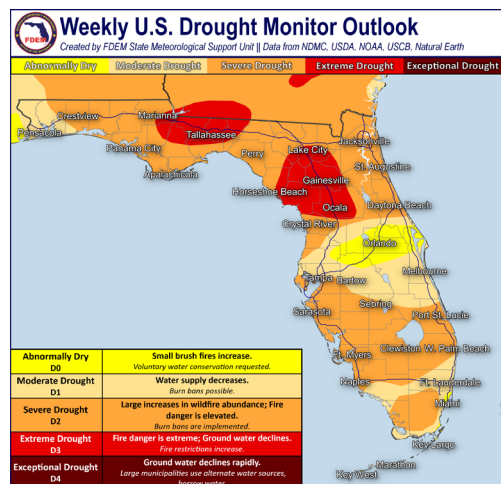 FDEM
Weekly U.S. Drought Monitor Outlook
Created by FDEM State Meteorological Support Unit || Data from NDMC, USDA, NOAA, USCB, Natural Earth
Abnormally Dry Moderate Drought Severe Drought Extreme Drought Exceptional Drought
Pensacola
Crestview
Marianna
Panama City
Tallahassee
Apalachicola
Perry
Lake City
Jacksonville
St. Augustine
Gainesville
Horseshoe Beach
Ocala
Daytona Beach
Crystal River
Orlando
Tampa
Bartow
Melbourne
Sebring
Sarasota
Port St. Lucie
Ft. Myers
Clewiston
W. Palm Beach
Naples
Ft. Lauderdale
Miami
Key Largo
Marathon
Key West
Abnormally Dry
D0
Small brush fires increase.
Voluntary water conservation requested.
Moderate Drought
D1
Water supply decreases.
Burn bans possible.
Severe Drought
D2
Large increases in wildfire abundance; Fire
danger is elevated.
Burn bans are implemented.
Extreme Drought
D3
Fire danger is extreme; Ground water declines.
Fire restrictions increase.
Exceptional Drought
D4
Ground water declines rapidly.
Large municipalities use alternate water sources,
borrow water.